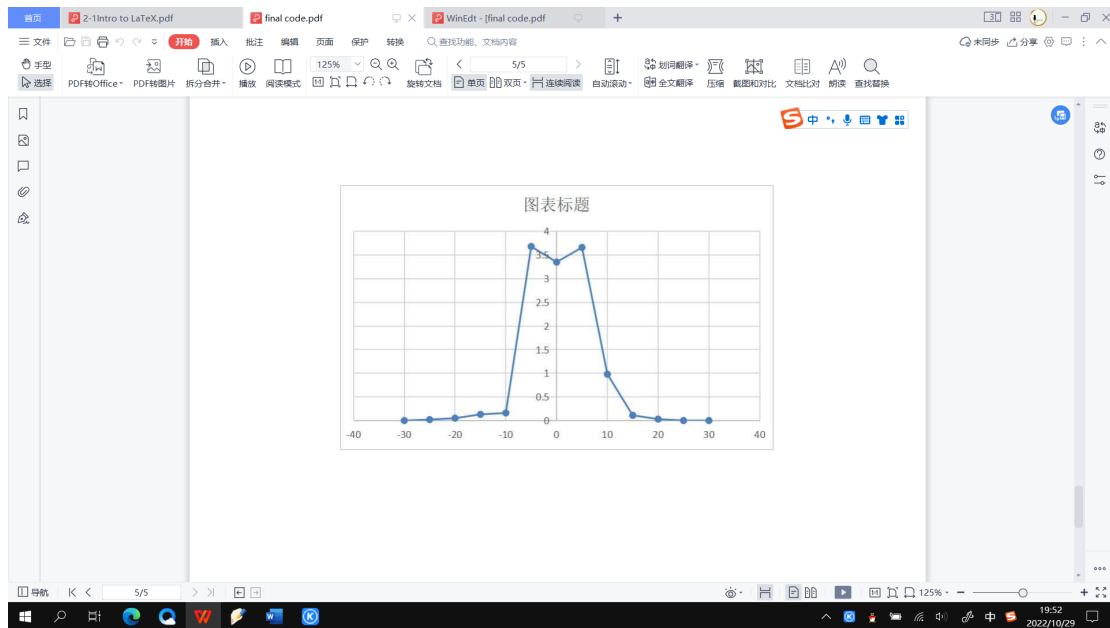 首页 2-1Intro to LaTeX.pdf final code.pdf WinEdt - [final code.pdf
文件 开始 插入 批注 编辑 页面 保护 转换 查找功能、文档内容 未同步 分享
手型 125% 5/5 划词翻译
选择 PDF转Office PDF转图片 拆分合并 播放 阅读模式 旋转文档 单页 双页 连续阅读 自动滚动 全文翻译 压缩 截图和对比 文档比对 朗读 查找替换
中
图表标题
4
3.5
3
2.5
2
1.5
1
0.5
0
-40 -30 -20 -10 0 10 20 30 40
导航 5/5 125%
中 19:52
2022/10/29